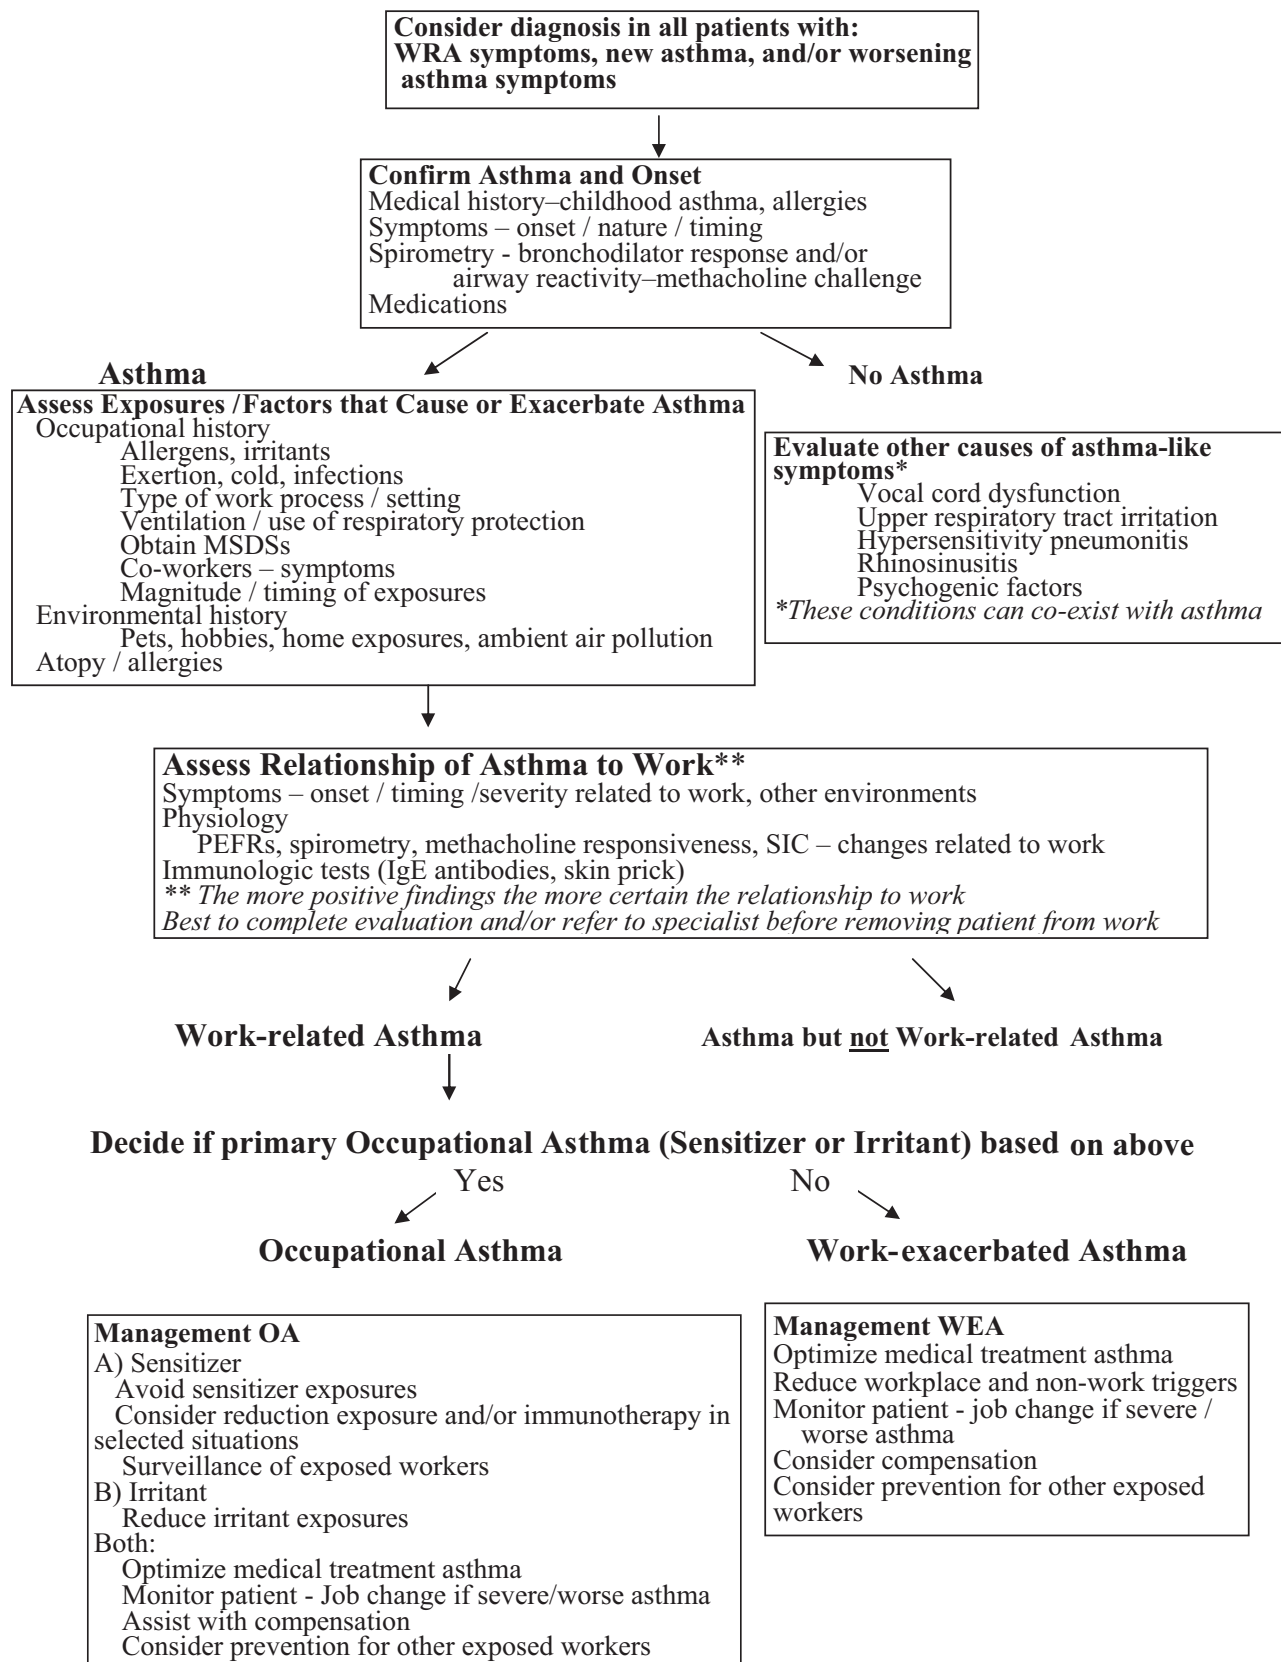 Consider diagnosis in all patients with:
WRA symptoms, new asthma, and/or worsening
asthma symptoms
Confirm Asthma and Onset
Medical history–childhood asthma, allergies
Symptoms – onset / nature / timing
Spirometry - bronchodilator response and/or
airway reactivity–methacholine challenge
Medications
Asthma
No Asthma
Assess Exposures /Factors that Cause or Exacerbate Asthma
Occupational history
Allergens, irritants
Exertion, cold, infections
Type of work process / setting
Ventilation / use of respiratory protection
Obtain MSDSs
Co-workers – symptoms
Magnitude / timing of exposures
Environmental history
Pets, hobbies, home exposures, ambient air pollution
Atopy / allergies
Evaluate other causes of asthma-like
symptoms*
Vocal cord dysfunction
Upper respiratory tract irritation
Hypersensitivity pneumonitis
Rhinosinusitis
Psychogenic factors
*These conditions can co-exist with asthma
Assess Relationship of Asthma to Work**
Symptoms – onset / timing /severity related to work, other environments
Physiology
PEFRs, spirometry, methacholine responsiveness, SIC – changes related to work
Immunologic tests (IgE antibodies, skin prick)
** The more positive findings the more certain the relationship to work
Best to complete evaluation and/or refer to specialist before removing patient from work
Work-related Asthma
Asthma but not Work-related Asthma
Decide if primary Occupational Asthma (Sensitizer or Irritant) based on above
Yes
No
Occupational Asthma
Work-exacerbated Asthma
Management OA
A) Sensitizer
Avoid sensitizer exposures
Consider reduction exposure and/or immunotherapy in
selected situations
Surveillance of exposed workers
B) Irritant
Reduce irritant exposures
Both:
Optimize medical treatment asthma
Monitor patient - Job change if severe/worse asthma
Assist with compensation
Consider prevention for other exposed workers
Management WEA
Optimize medical treatment asthma
Reduce workplace and non-work triggers
Monitor patient - job change if severe /
worse asthma
Consider compensation
Consider prevention for other exposed
workers